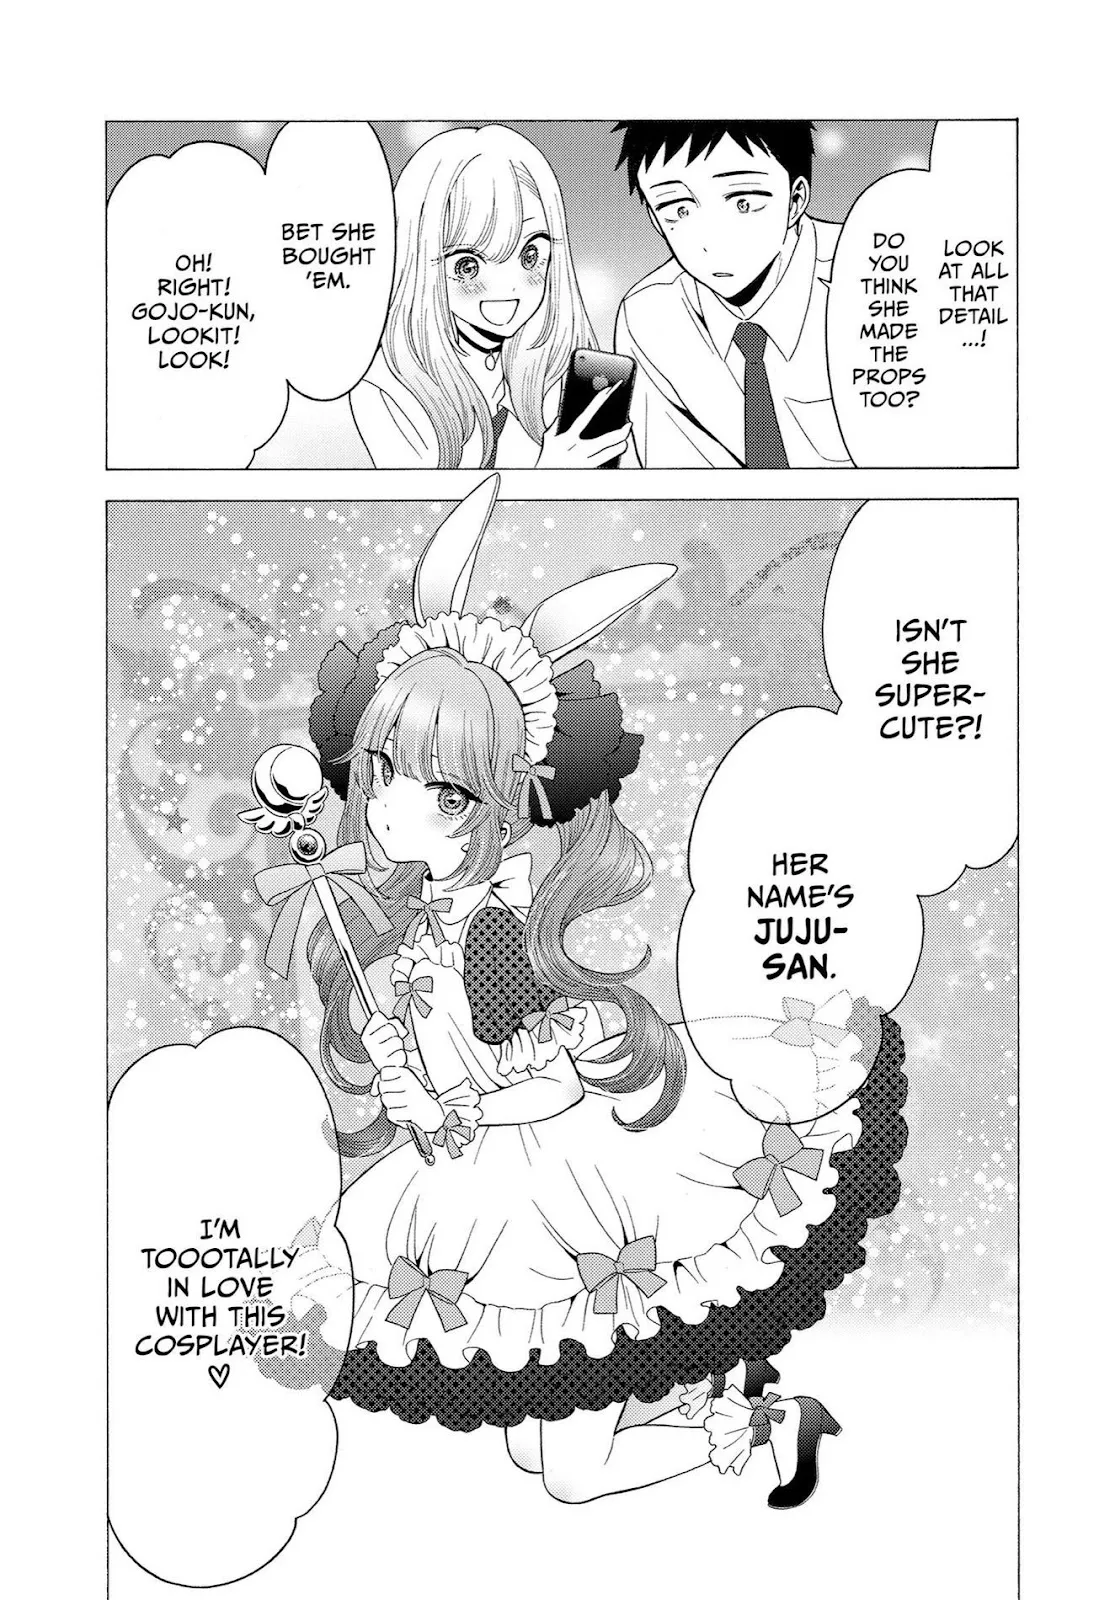 LOOK
AT ALL
THAT
DETAIL
...!
DO
YOU
THINK
SHE
MADE
THE
PROPS
TOO?
BET SHE
BOUGHT
'EM.
OH!
RIGHT!
GOJO-KUN,
LOOKIT!
LOOK!
ISN'T
SHE
SUPER-
CUTE?!
HER
NAME'S
JUJU-
SAN.
I'M
TOOOTALLY
IN LOVE
WITH THIS
COSPLAYER!
♡